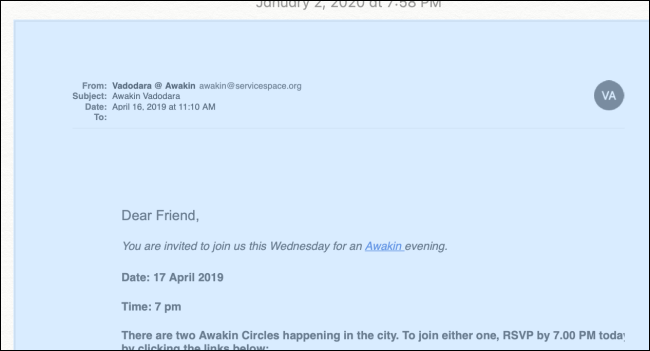 January 2, 2020 at 7:58 PM
From: Vadodara @ Awakin awakin@servicespace.org
Subject: Awakin Vadodara
Date: April 16, 2019 at 11:10 AM
To:
VA
Dear Friend,
You are invited to join us this Wednesday for an Awakin evening.
Date: 17 April 2019
Time: 7 pm
There are two Awakin Circles happening in the city. To join either one, RSVP by 7.00 PM today
by clicking the links below: